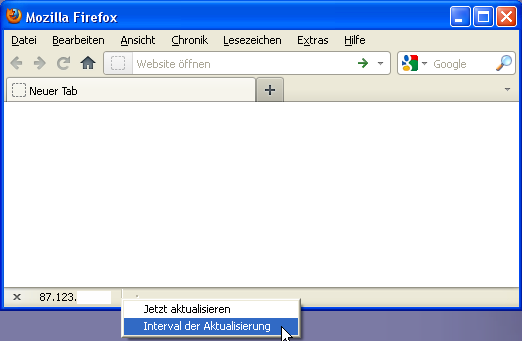 Mozilla Firefox
Datei Bearbeiten Ansicht Chronik Lesezeichen Extras Hilfe
Website öffnen Google
Neuer Tab
87.123.
Jetzt aktualisieren
Interval der Aktualisierung